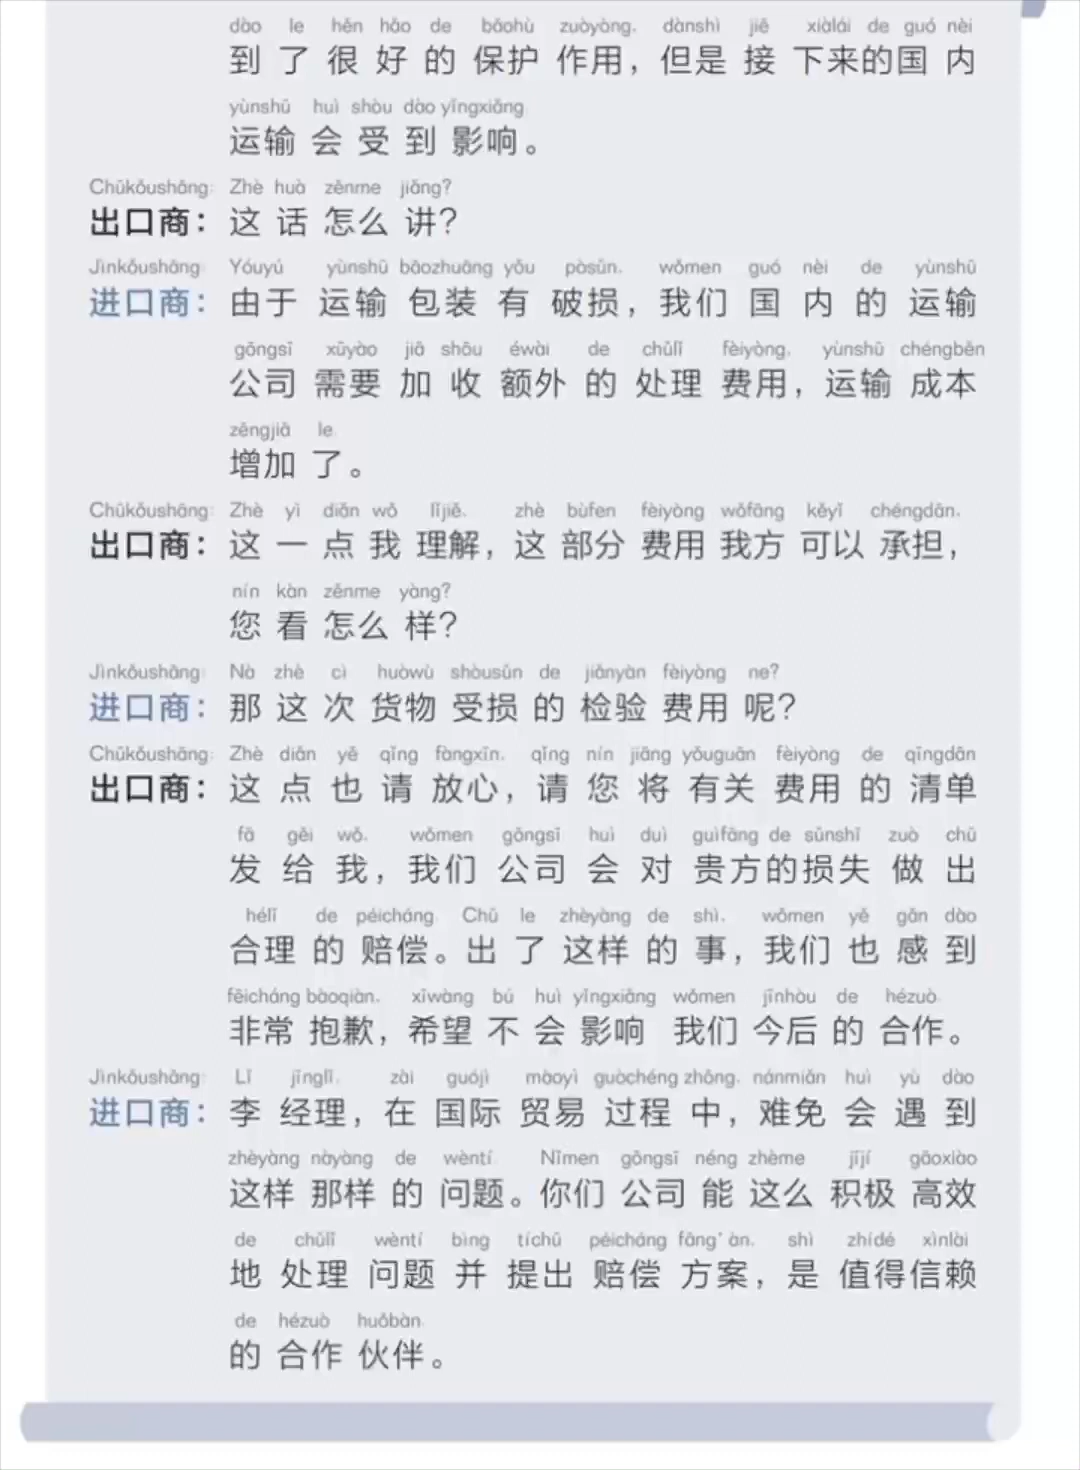 dào le hěn hǎo de bǎohù zuòyòng, dànshì jiē xiàlái de guó nèi
到了很好的保护作用，但是接下来的国内
yùnshū huì shòu dào yǐngxiǎng
运输会受到影响。
Chūkǒushāng: Zhè huà zěnme jiǎng?
出口商：这话怎么讲？
Jìnkǒushāng: Yóuyú yùnshū bāozhuāng yǒu pòsǔn, wǒmen guó nèi de yùnshū
进口商：由于运输包装有破损，我们国内的运输
gōngsī xūyào jiā shōu éwài de chǔlǐ fèiyòng, yùnshū chéngběn
公司需要加收额外的处理费用，运输成本
zēngjiā le
增加了。
Chūkǒushāng: Zhè yì diǎn wǒ lǐjiě, zhè bùfen fèiyòng wǒfāng kěyǐ chéngdān,
出口商：这一点我理解，这部分费用我方可以承担，
nín kàn zěnme yàng?
您看怎么样？
Jìnkǒushāng: Nà zhè cì huòwù shòusǔn de jiǎnyàn fèiyòng ne?
进口商：那这次货物受损的检验费用呢？
Chūkǒushāng: Zhè diǎn yě qǐng fàngxīn, qǐng nín jiāng yǒuguān fèiyòng de qīngdān
出口商：这点也请放心，请您将有关费用的清单
fā gěi wǒ, wǒmen gōngsī huì duì guìfāng de sǔnshī zuò chū
发给我，我们公司会对贵方的损失做出
hélǐ de péicháng Chū le zhèyàng de shì, wǒmen yě gǎn dào
合理的赔偿。出了这样的事，我们也感到
fēicháng bàoqiàn, xīwàng bú huì yǐngxiǎng wǒmen jīnhòu de hézuò
非常抱歉，希望不会影响我们今后的合作。
Jìnkǒushāng: Lǐ jīnglǐ, zài guójì màoyì guòchéng zhōng, nánmiǎn huì yù dào
进口商：李经理，在国际贸易过程中，难免会遇到
zhèyàng nàyàng de wèntí Nǐmen gōngsī néng zhème jījí gāoxiào
这样那样的问题。你们公司能这么积极高效
de chǔlǐ wèntí bìng tíchū péicháng fāng'àn, shì zhídé xìnlài
地处理问题并提出赔偿方案，是值得信赖
de hézuò huǒbàn
的合作伙伴。